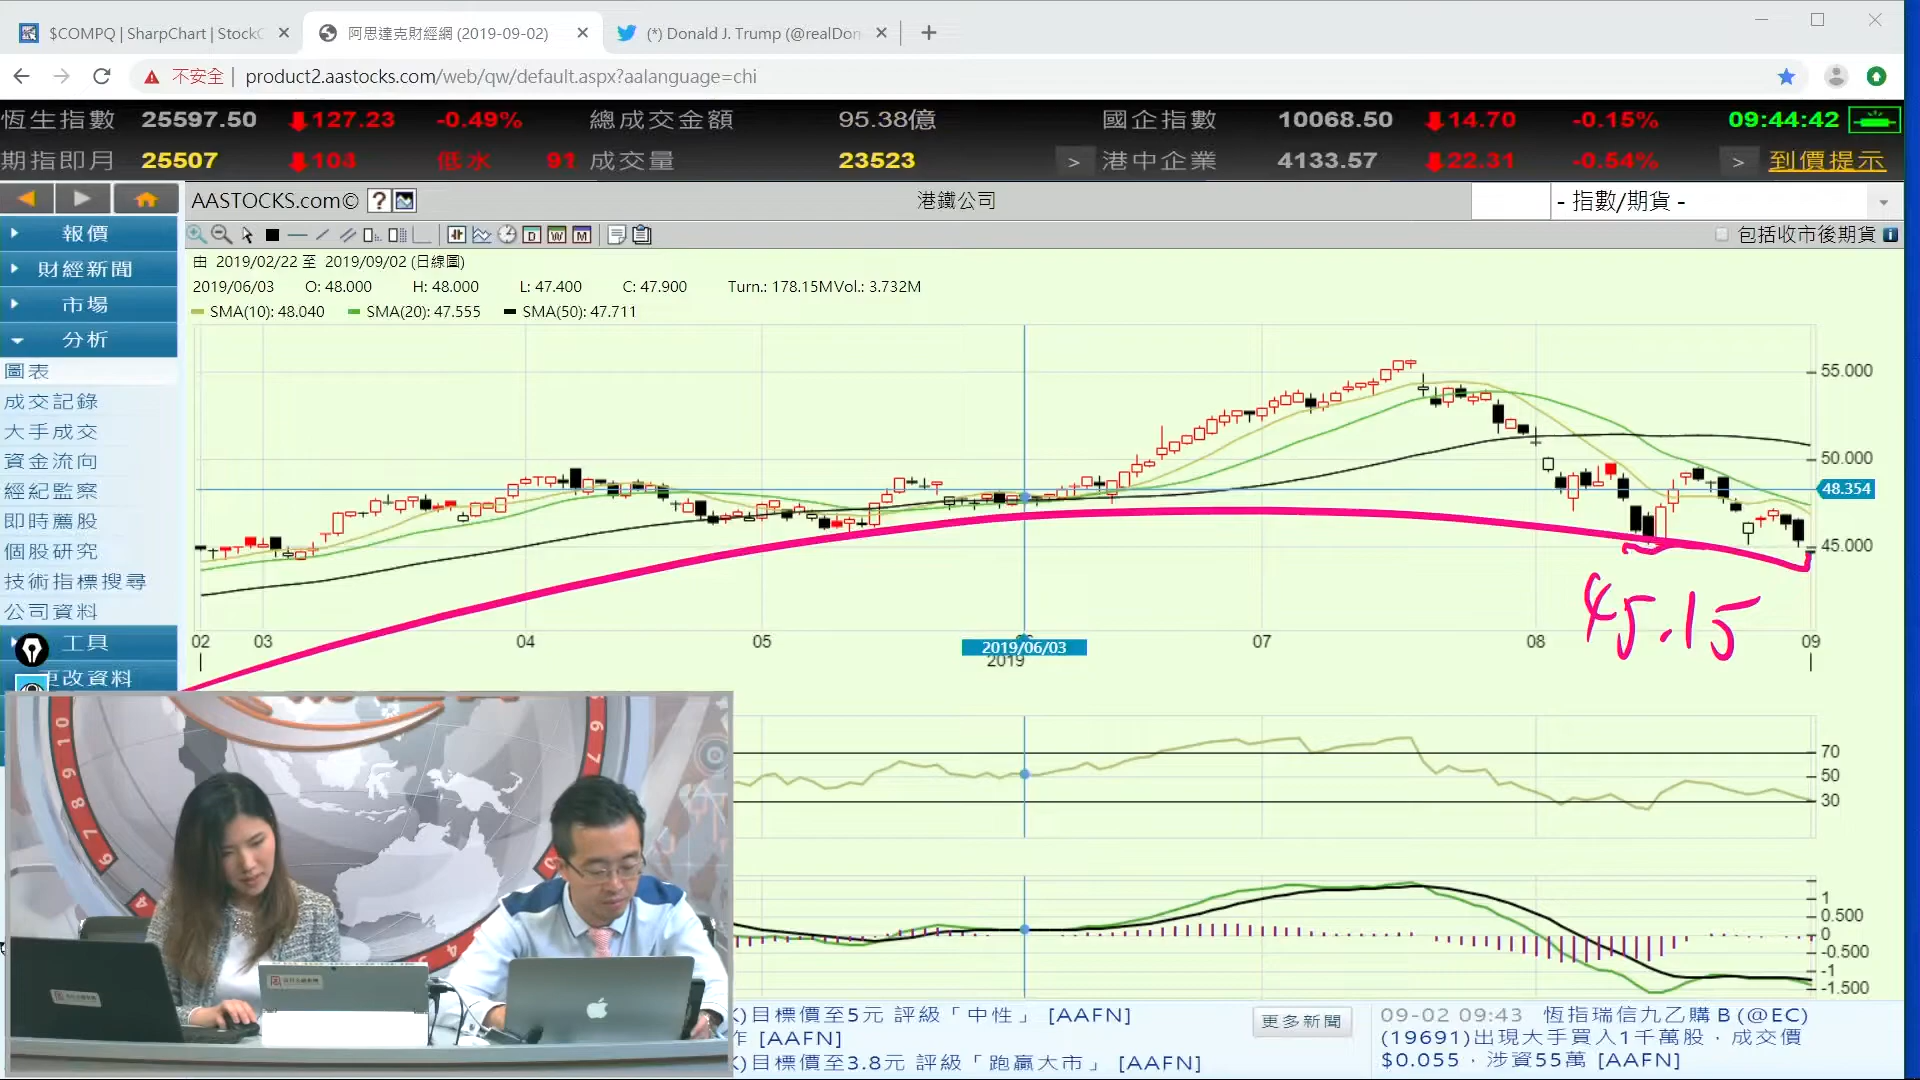 $COMPQ | SharpChart | StockC
阿思達克財經網 (2019-09-02)
(*) Donald J. Trump (@realDon
不安全 | product2.aastocks.com/web/qw/default.aspx?aalanguage=chi
恆生指數 25597.50 127.23 -0.49% 總成交金額 95.38億 國企指數 10068.50 14.70 -0.15% 09:44:42
期指即月 25507 104 低水 91 成交量 23523 > 港中企業 4133.57 22.31 -0.54% > 到價提示
AASTOCKS.com© ? 港鐵公司 - 指數/期貨 -
D W M 包括收市後期貨 i
報價
財經新聞
市場
分析
圖表
成交記錄
大手成交
資金流向
經紀監察
即時薦股
個股研究
技術指標搜尋
公司資料
工具
更改資料
由 2019/02/22 至 2019/09/02 (日線圖)
2019/06/03 O: 48.000 H: 48.000 L: 47.400 C: 47.900 Turn.: 178.15MVol.: 3.732M
SMA(10): 48.040 SMA(20): 47.555 SMA(50): 47.711
55.000
50.000
48.354
45.000
45.15
02 03 04 05 2019/06/03 07 08 09
2019
70
50
30
1
0.500
0
-0.500
-1
-1.500
10
9
8
7
4
)目標價至5元 評級「中性」 [AAFN]
作 [AAFN]
)目標價至3.8元 評級「跑贏大市」 [AAFN]
更多新聞
09-02 09:43 恆指瑞信九乙購Ｂ(@EC)
(19691)出現大手買入1千萬股，成交價
$0.055，涉資55萬 [AAFN]